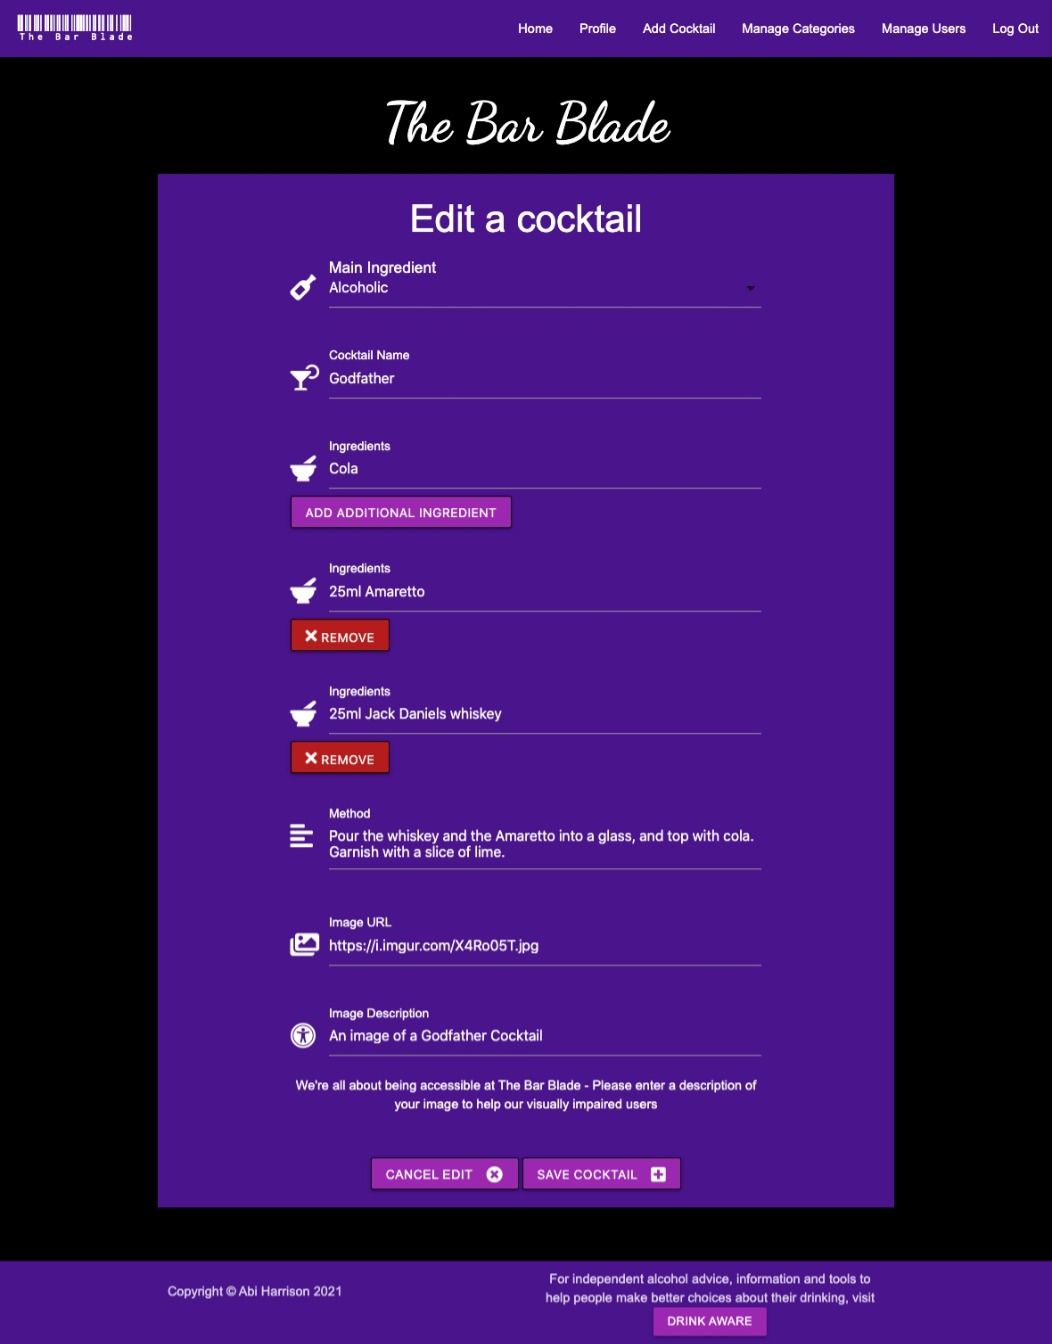 The Bar Blade
Home Profile Add Cocktail Manage Categories Manage Users Log Out
The Bar Blade
Edit a cocktail
Main Ingredient
Alcoholic
Cocktail Name
Godfather
Ingredients
Cola
ADD ADDITIONAL INGREDIENT
Ingredients
25ml Amaretto
REMOVE
Ingredients
25ml Jack Daniels whiskey
REMOVE
Method
Pour the whiskey and the Amaretto into a glass, and top with cola.
Garnish with a slice of lime.
Image URL
https://i.imgur.com/X4Ro05T.jpg
Image Description
An image of a Godfather Cocktail
We're all about being accessible at The Bar Blade - Please enter a description of
your image to help our visually impaired users
CANCEL EDIT SAVE COCKTAIL
Copyright © Abi Harrison 2021
For independent alcohol advice, information and tools to
help people make better choices about their drinking, visit
DRINK AWARE